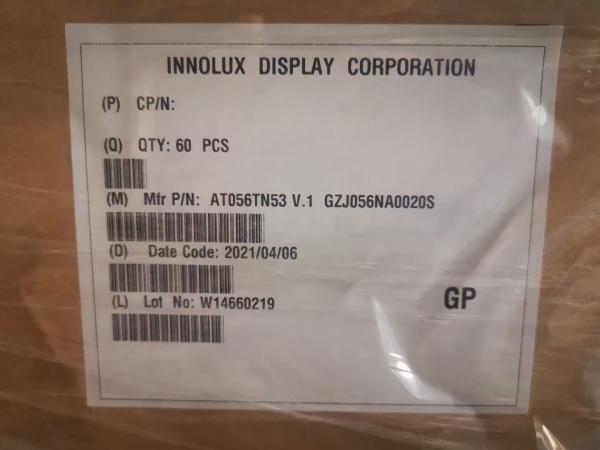 INNOLUX DISPLAY CORPORATION
(P) CP/N:
(Q) QTY: 60 PCS
(M) Mfr P/N: AT056TN53 V.1 GZJ056NA0020S
(D) Date Code: 2021/04/06
(L) Lot No: W14660219
GP